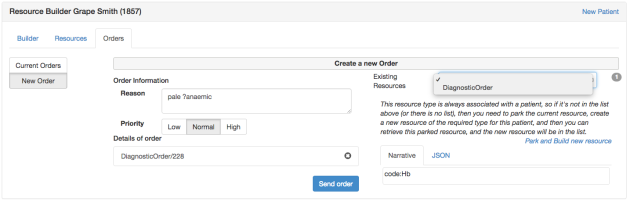 Resource Builder Grape Smith (1857)
New Patient
Builder
Resources
Orders
Current Orders
New Order
Create a new Order
Order Information
Reason
pale ?anaemic
Priority
Low
Normal
High
Details of order
DiagnosticOrder/228
Send order
Existing
Resources
✓
DiagnosticOrder
1
This resource type is always associated with a patient, so if it's not in the list
above (or there is no list), then you need to park the current resource, create
a new resource of the required type for this patient, and then you can
retrieve this parked resource, and the new resource will be in the list.
Park and Build new resource
Narrative
JSON
code:Hb